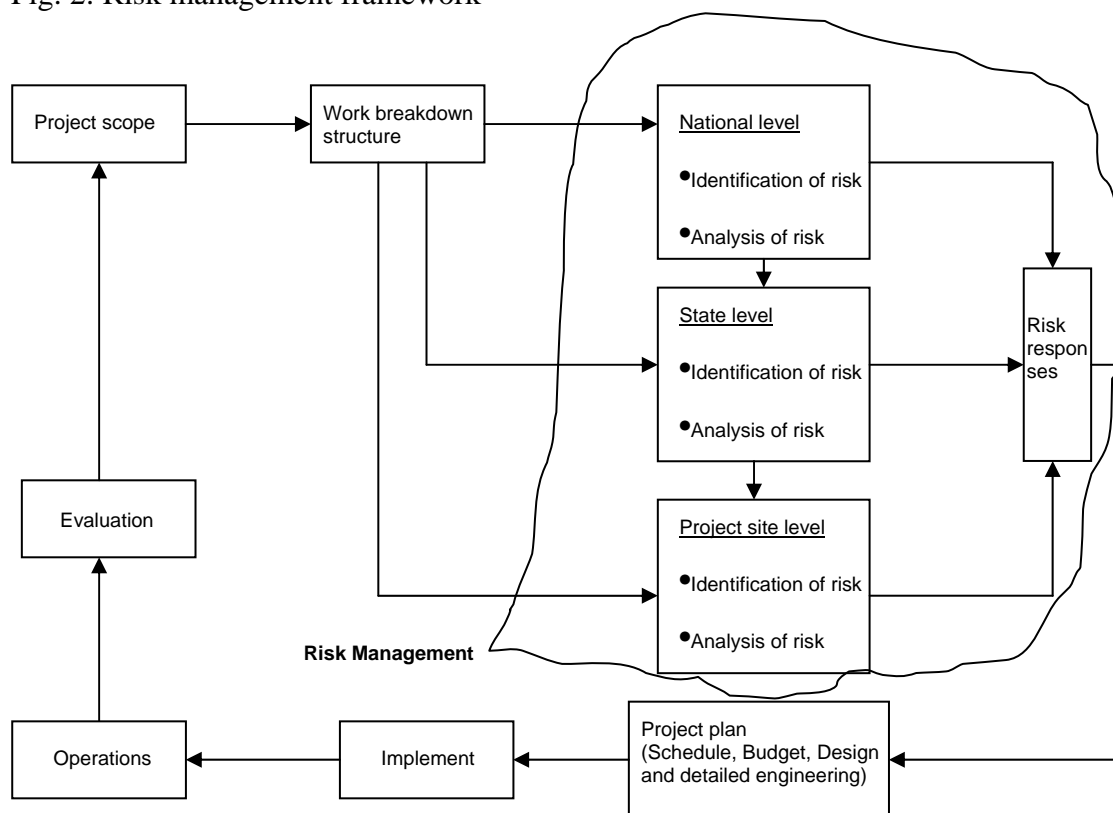 Fig. 2. Risk management framework
Project scope
Work breakdown
structure
National level
•Identification of risk
•Analysis of risk
State level
•Identification of risk
•Analysis of risk
Risk
respon
ses
Project site level
•Identification of risk
•Analysis of risk
Evaluation
Risk Management
Operations
Implement
Project plan
(Schedule, Budget, Design
and detailed engineering)